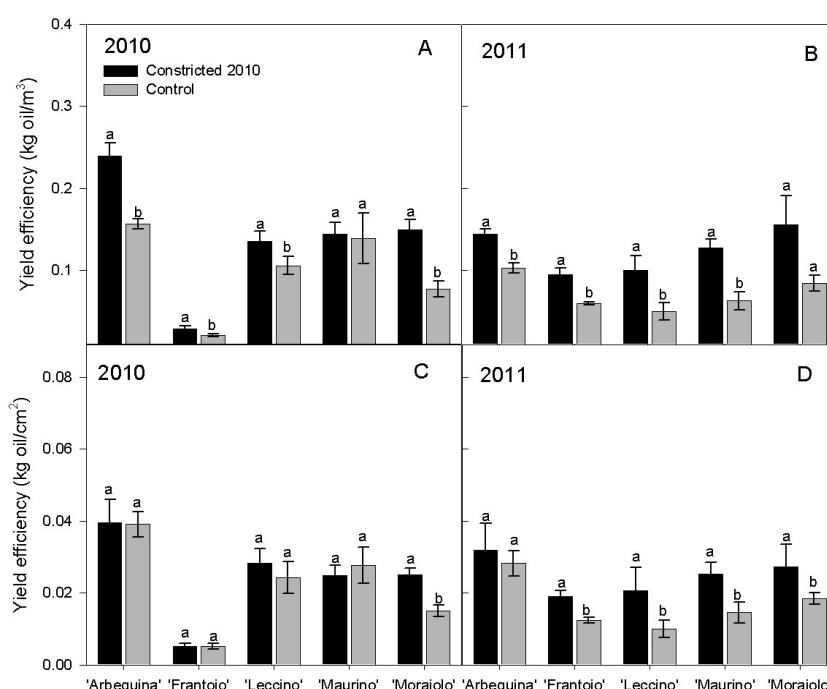 0.4
2010 A
2011 B
Constricted 2010
Control
Yield efficiency (kg oil/m³)
0.3
0.2
0.1
a b a b a b a a a b
a b a b a b a b a a
2010 C
2011 D
Yield efficiency (kg oil/cm²)
0.08
0.06
0.04
0.02
0.00
a a a a a a a a a b
a a a b a b a b a b
'Arbequina' 'Frantoio' 'Leccino' 'Maurino' 'Moraiolo' 'Arbequina' 'Frantoio' 'Leccino' 'Maurino' 'Moraiolo'